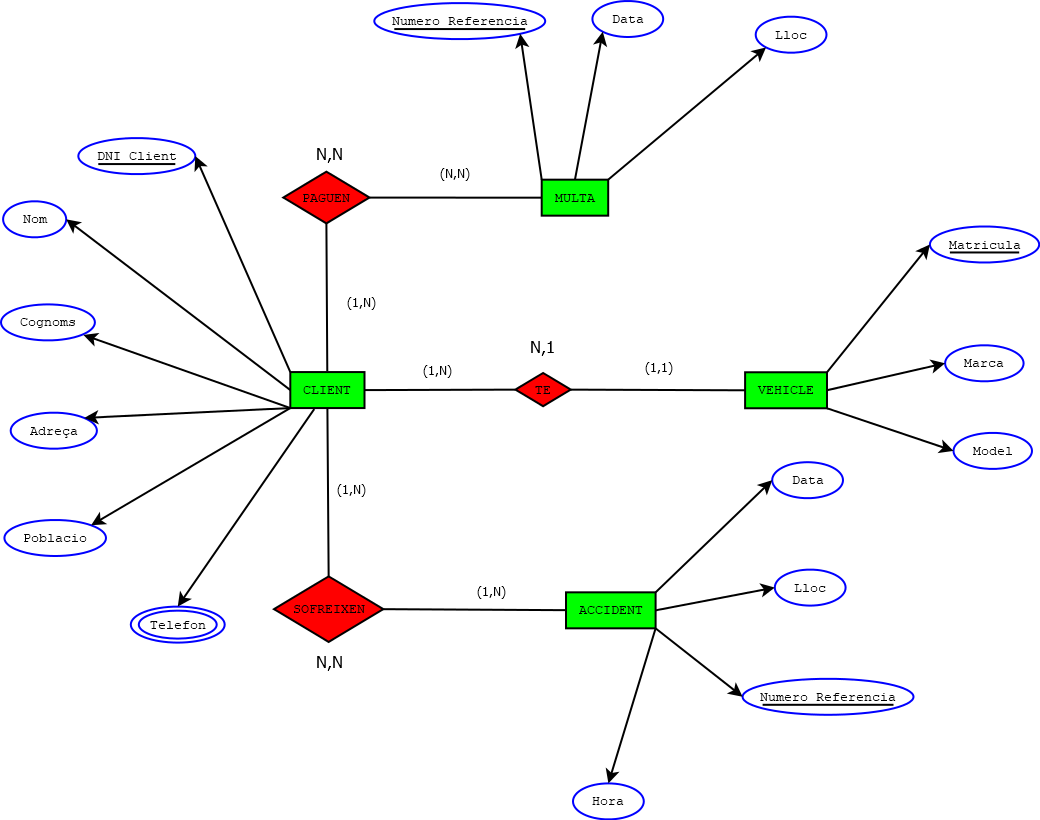 Numero Referencia
Data
Lloc
DNI Client
N,N
(N,N)
PAGUEN
MULTA
Nom
Matricula
(1,N)
Cognoms
N,1
(1,N)
(1,1)
Marca
CLIENT
TE
VEHICLE
Adreça
Model
(1,N)
Data
Poblacio
(1,N)
Lloc
SOFREIXEN
ACCIDENT
Telefon
N,N
Numero Referencia
Hora